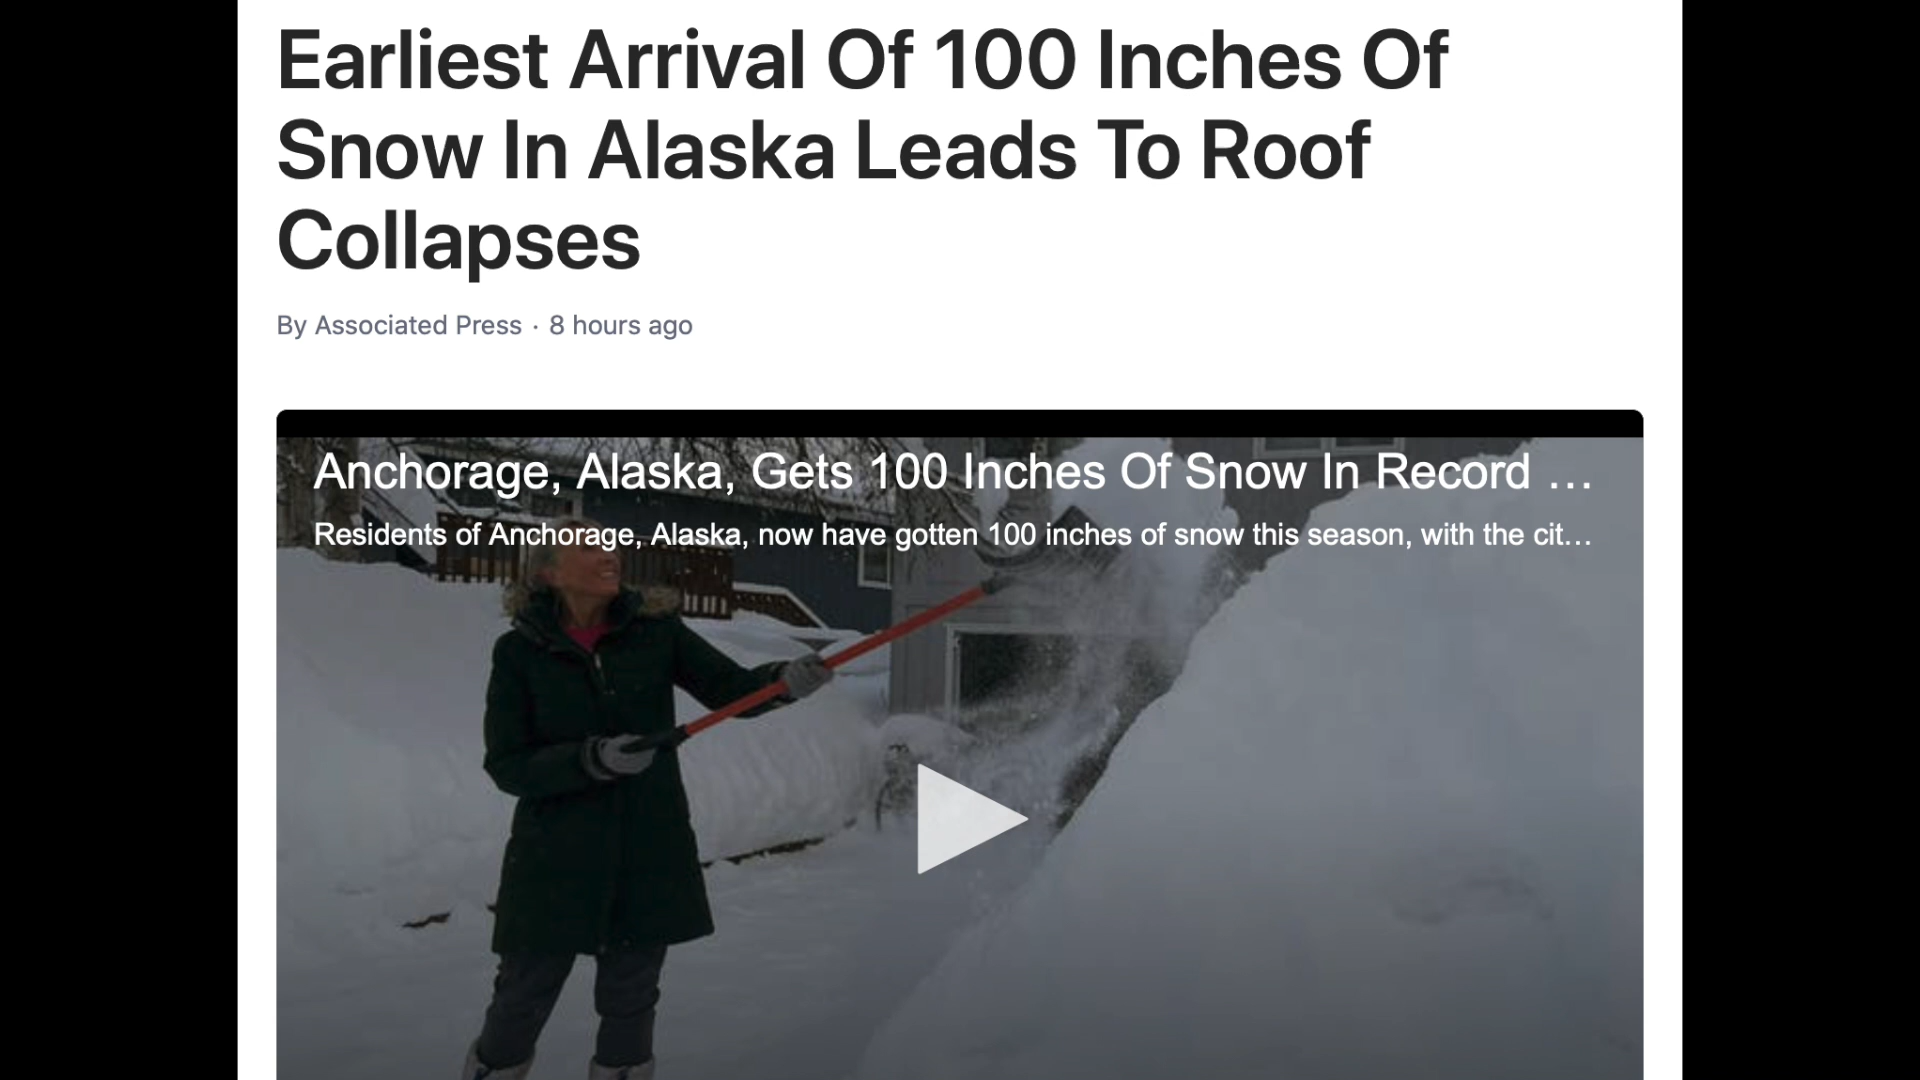 Earliest Arrival Of 100 Inches Of
Snow In Alaska Leads To Roof
Collapses
By Associated Press · 8 hours ago
Anchorage, Alaska, Gets 100 Inches Of Snow In Record ...
Residents of Anchorage, Alaska, now have gotten 100 inches of snow this season, with the cit...